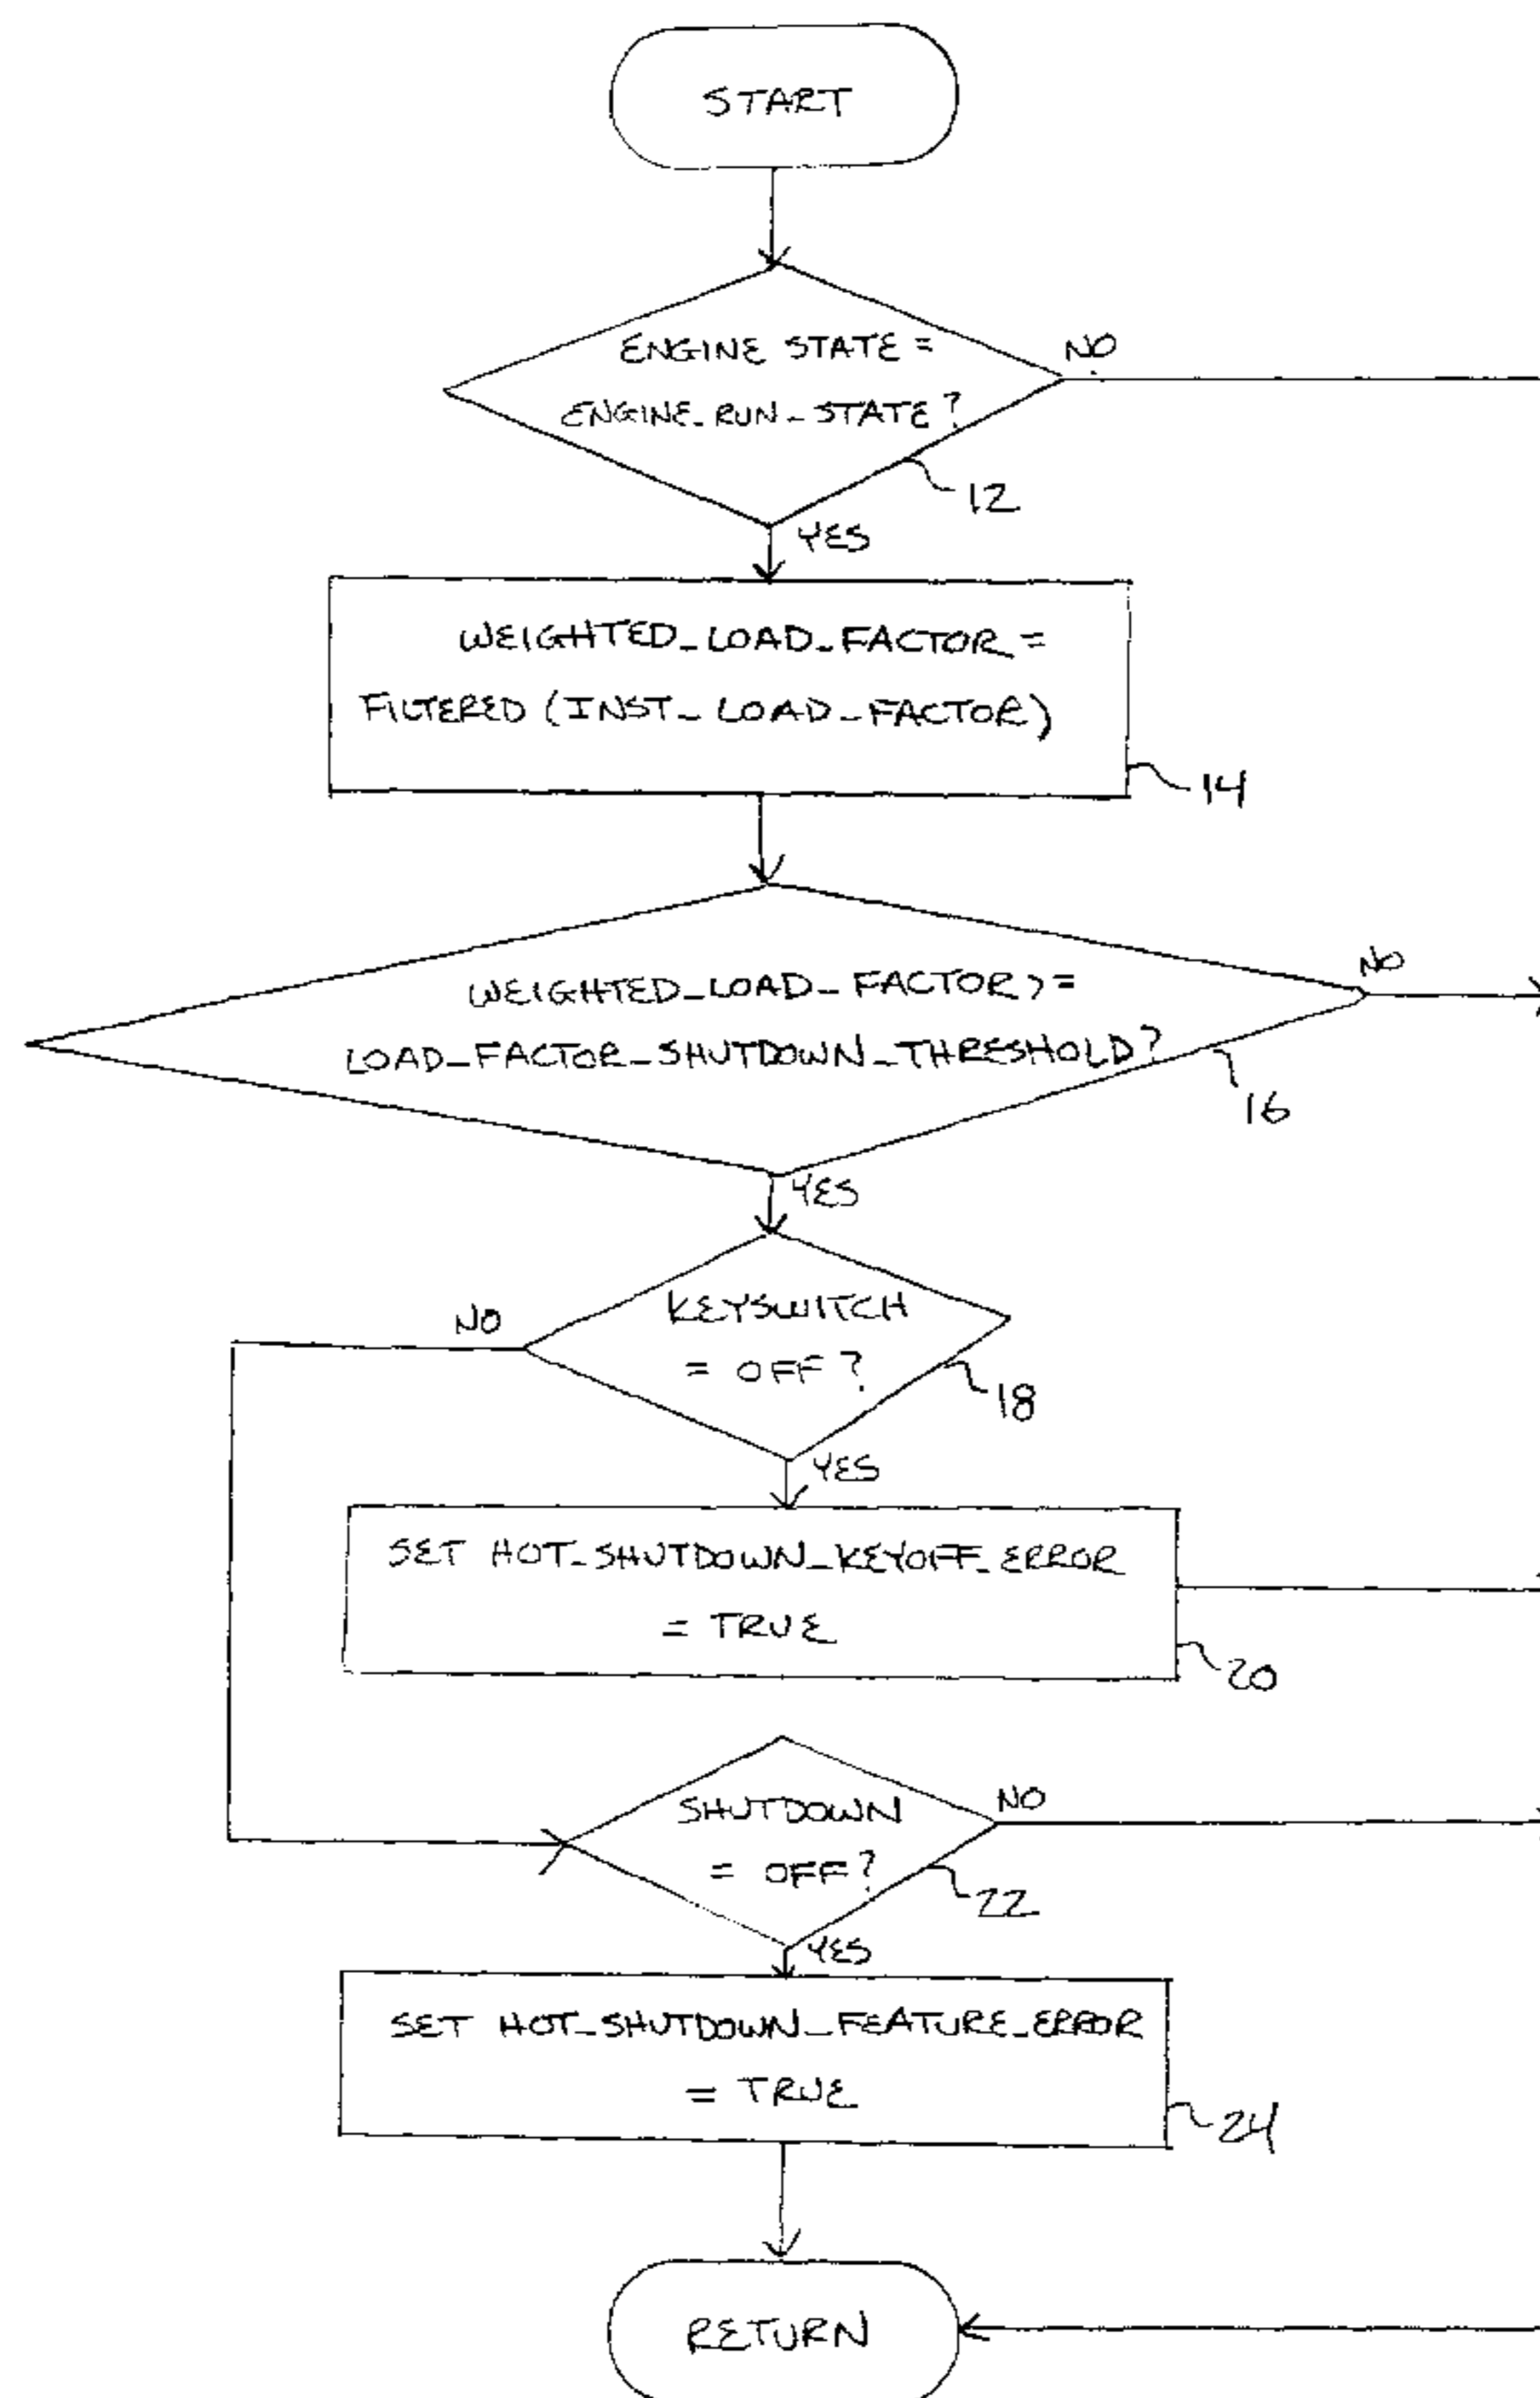 START
ENGINE STATE =
ENGINE_RUN_STATE?
NO
12
YES
WEIGHTED_LOAD_FACTOR =
FILTERED (INST_LOAD_FACTOR)
14
WEIGHTED_LOAD_FACTOR >=
LOAD_FACTOR_SHUTDOWN_THRESHOLD?
NO
16
YES
KEYSWITCH
= OFF?
NO
18
YES
SET HOT_SHUTDOWN_KEYOFF_ERROR
= TRUE
20
SHUTDOWN
= OFF?
NO
22
YES
SET HOT_SHUTDOWN_FEATURE_ERROR
= TRUE
24
RETURN